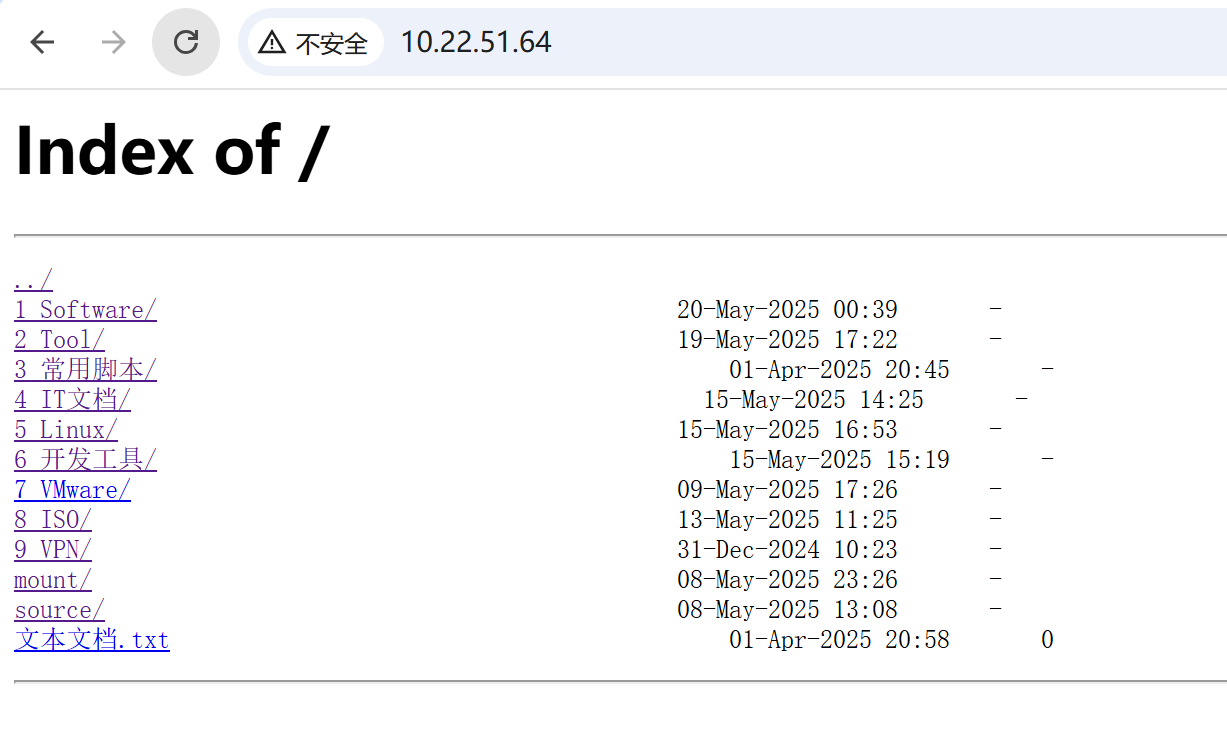 不安全 10.22.51.64
Index of /
../
1 Software/ 20-May-2025 00:39 -
2 Tool/ 19-May-2025 17:22 -
3 常用脚本/ 01-Apr-2025 20:45 -
4 IT文档/ 15-May-2025 14:25 -
5 Linux/ 15-May-2025 16:53 -
6 开发工具/ 15-May-2025 15:19 -
7 VMware/ 09-May-2025 17:26 -
8 ISO/ 13-May-2025 11:25 -
9 VPN/ 31-Dec-2024 10:23 -
mount/ 08-May-2025 23:26 -
source/ 08-May-2025 13:08 -
文本文档.txt 01-Apr-2025 20:58 0